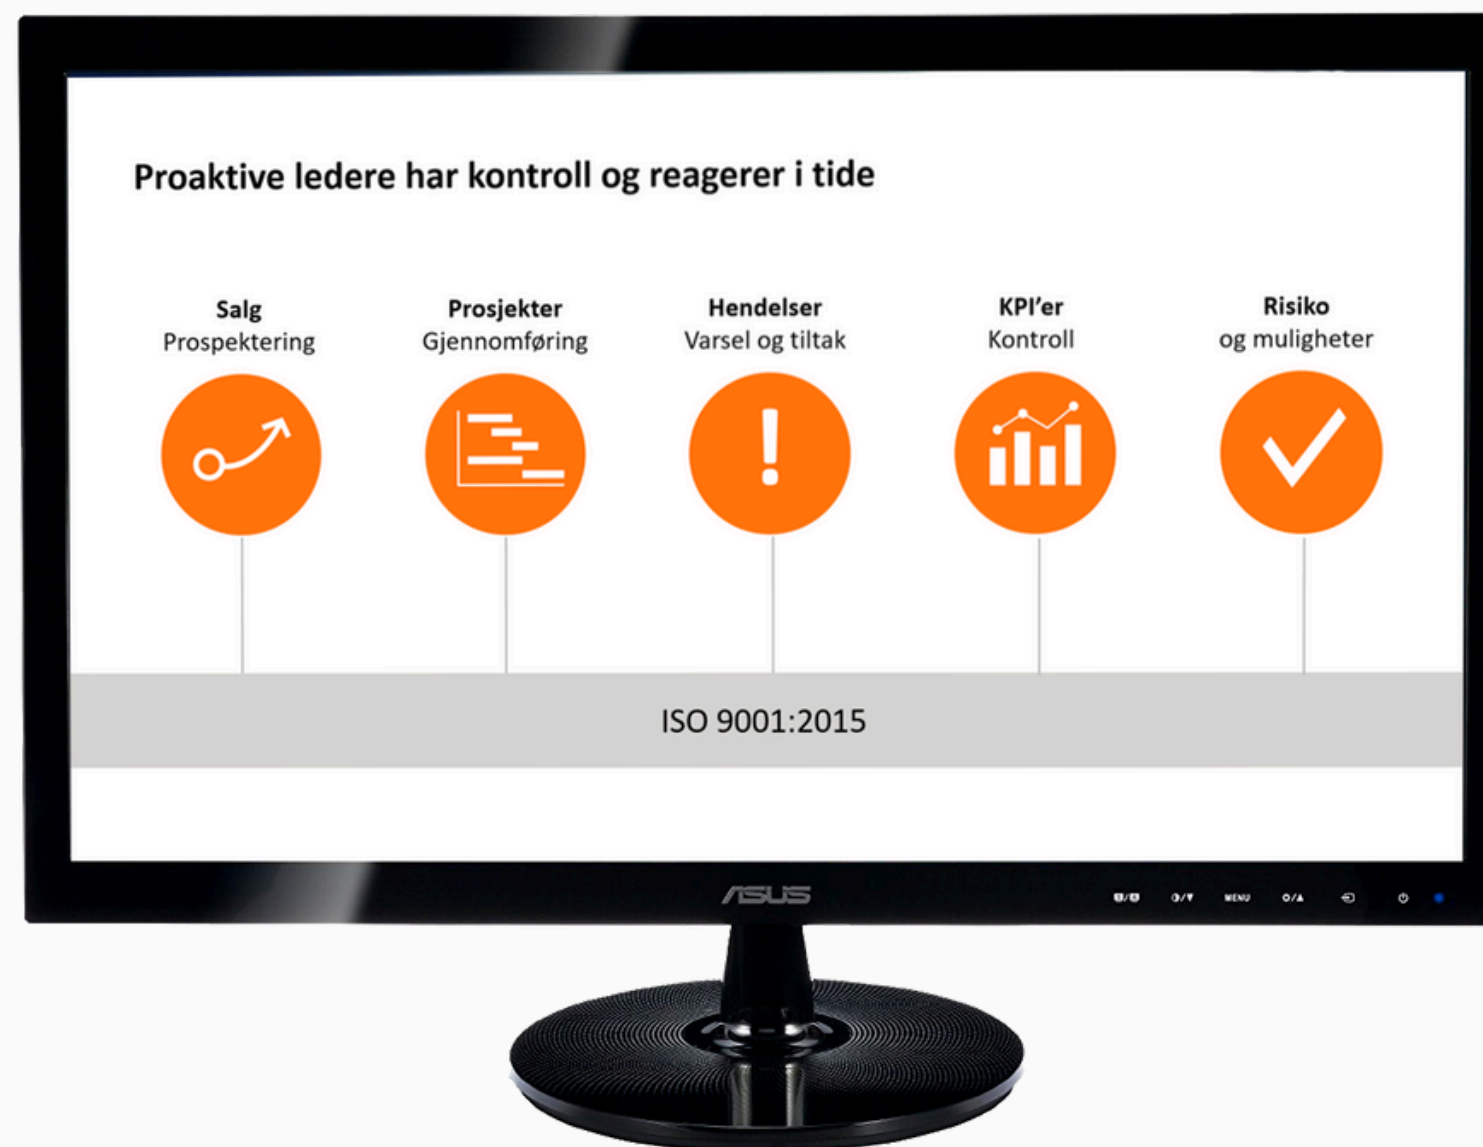 Proaktive ledere har kontroll og reagerer i tide
Salg
Prospektering
Prosjekter
Gjennomføring
Hendelser
Varsel og tiltak
KPI'er
Kontroll
Risiko
og muligheter
ISO 9001:2015
ASUS
MENU